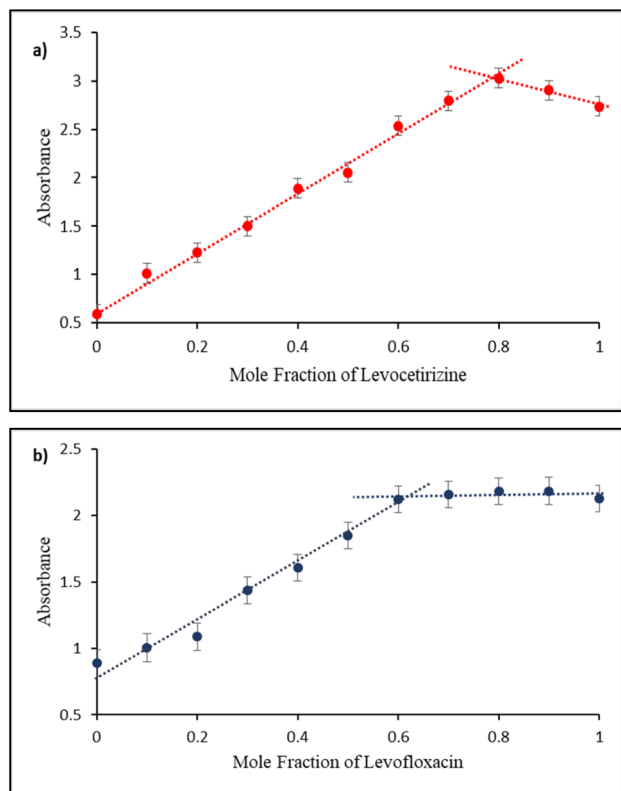 a)
3.5
3
2.5
2
1.5
1
0.5
Absorbance
0 0.2 0.4 0.6 0.8 1
Mole Fraction of Levocetirizine
b)
2.5
2
1.5
1
0.5
Absorbance
0 0.2 0.4 0.6 0.8 1
Mole Fraction of Levofloxacin